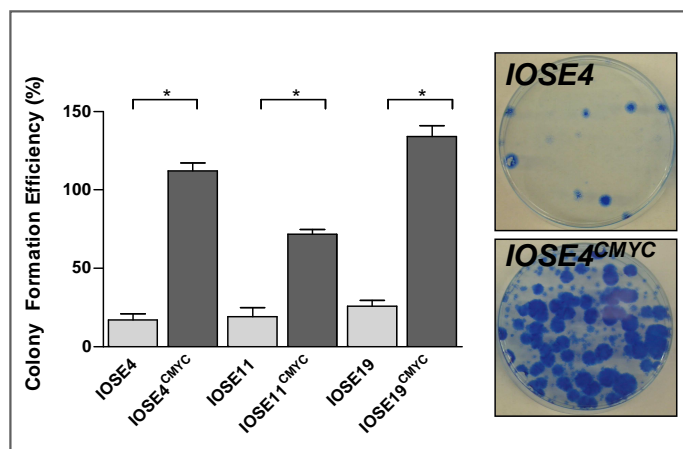 Colony Formation Efficiency (%)
150
100
50
0
* * *
IOSE4
IOSE4CMYC
IOSE11
IOSE11CMYC
IOSE19
IOSE19CMYC
IOSE4
IOSE4CMYC